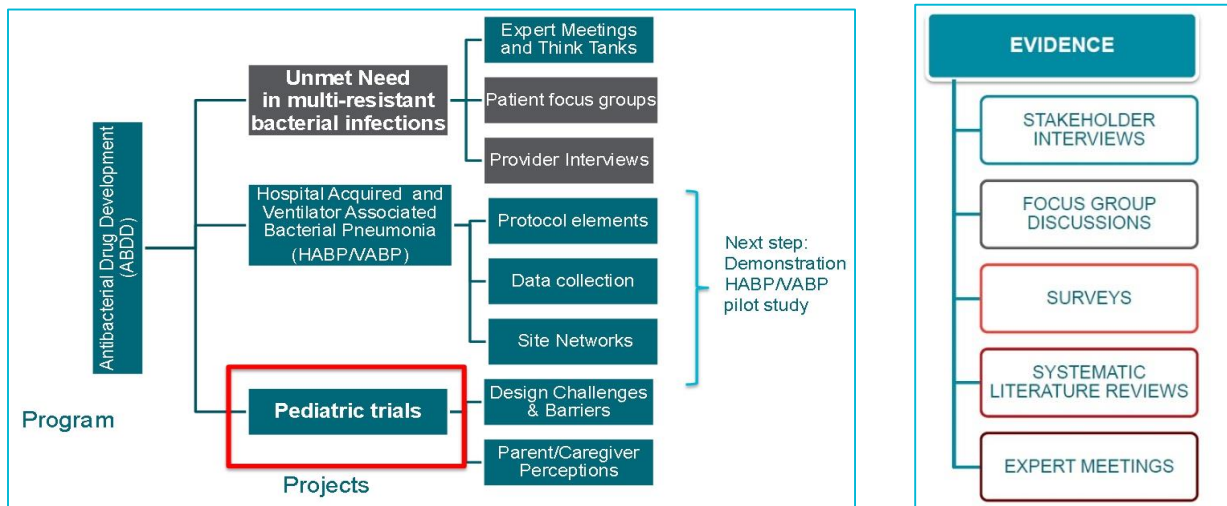 Antibacterial Drug Development
(ABDD)
Program
Unmet Need
in multi-resistant
bacterial infections
Hospital Acquired and
Ventilator Associated
Bacterial Pneumonia
(HABP/VABP)
Pediatric trials
Projects
Expert Meetings
and Think Tanks
Patient focus groups
Provider Interviews
Protocol elements
Data collection
Site Networks
Design Challenges
& Barriers
Parent/Caregiver
Perceptions
Next step:
Demonstration
HABP/VABP
pilot study
EVIDENCE
STAKEHOLDER
INTERVIEWS
FOCUS GROUP
DISCUSSIONS
SURVEYS
SYSTEMATIC
LITERATURE REVIEWS
EXPERT MEETINGS